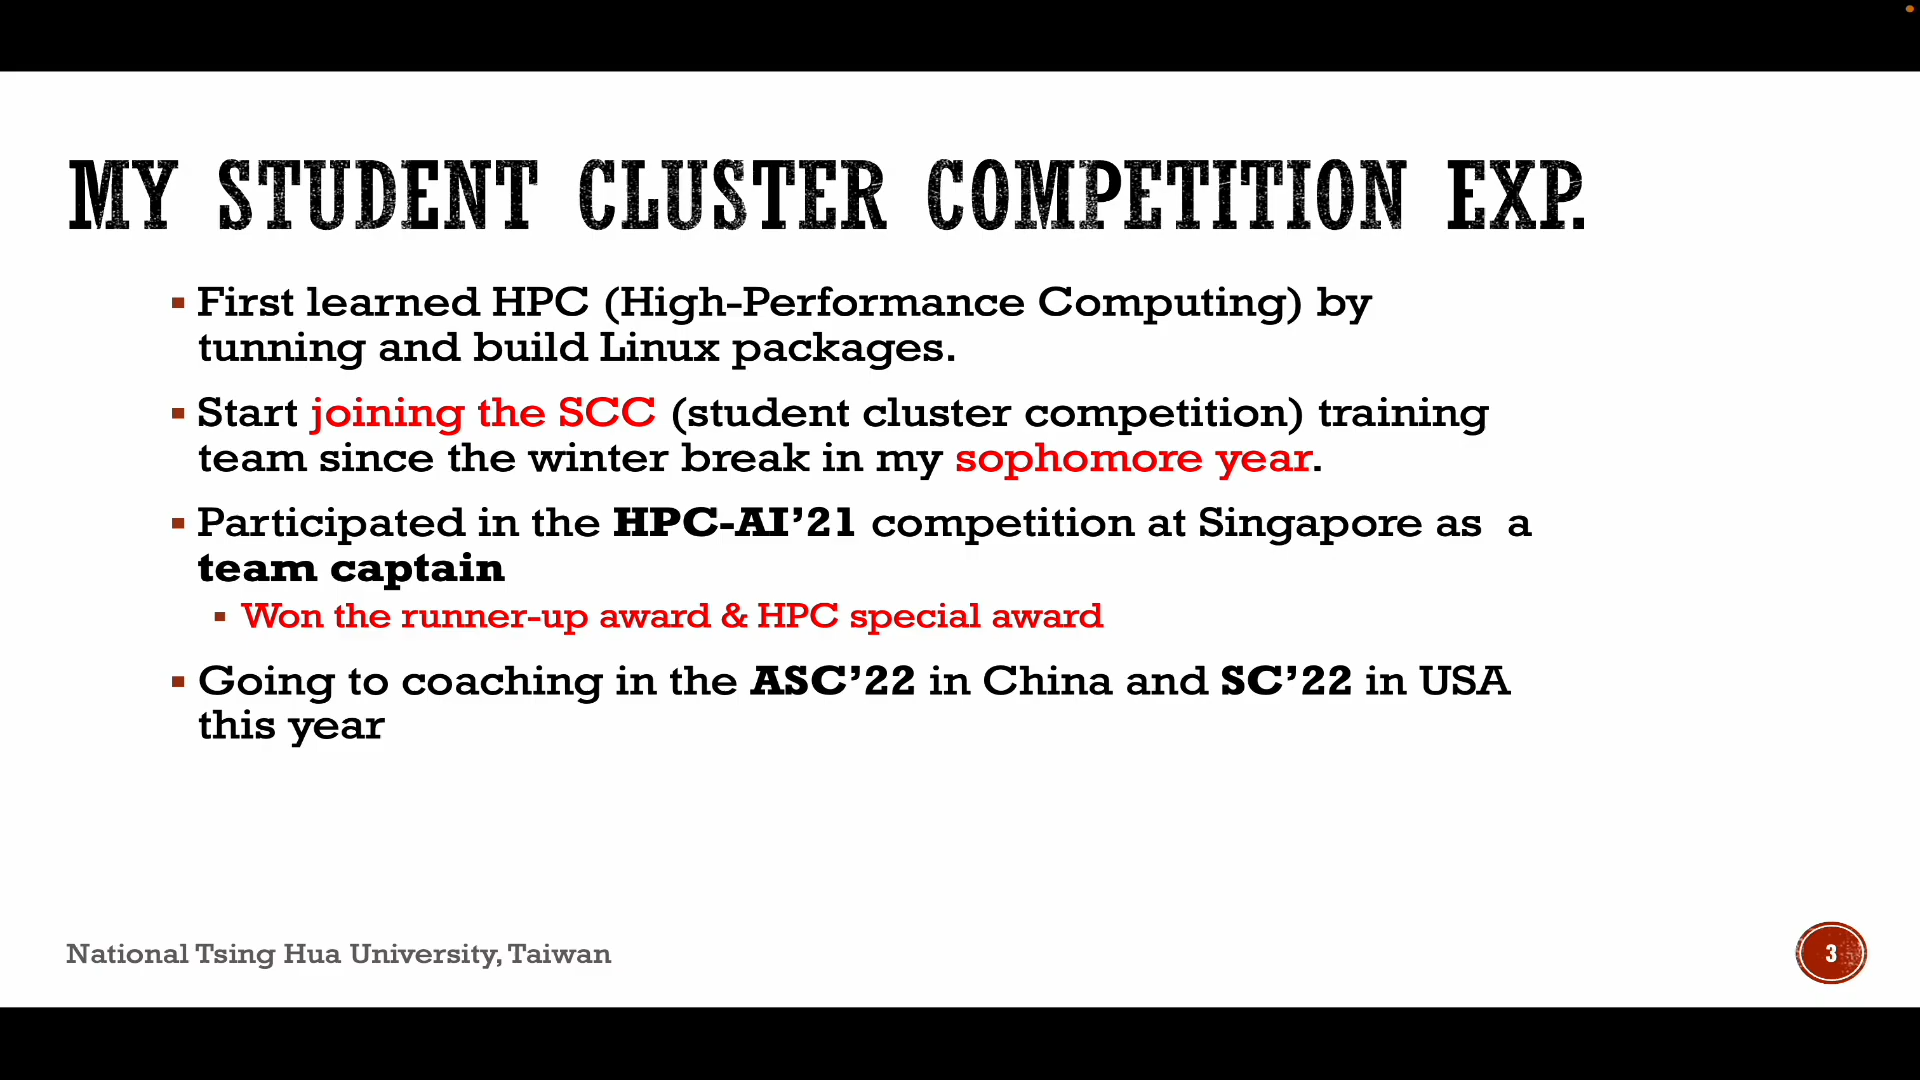 MY STUDENT CLUSTER COMPETITION EXP.
▪ First learned HPC (High-Performance Computing) by
tunning and build Linux packages.
▪ Start joining the SCC (student cluster competition) training
team since the winter break in my sophomore year.
▪ Participated in the HPC-AI’21 competition at Singapore as  a
team captain
▪ Won the runner-up award & HPC special award
▪ Going to coaching in the ASC’22 in China and SC’22 in USA
this year
National Tsing Hua University, Taiwan
3